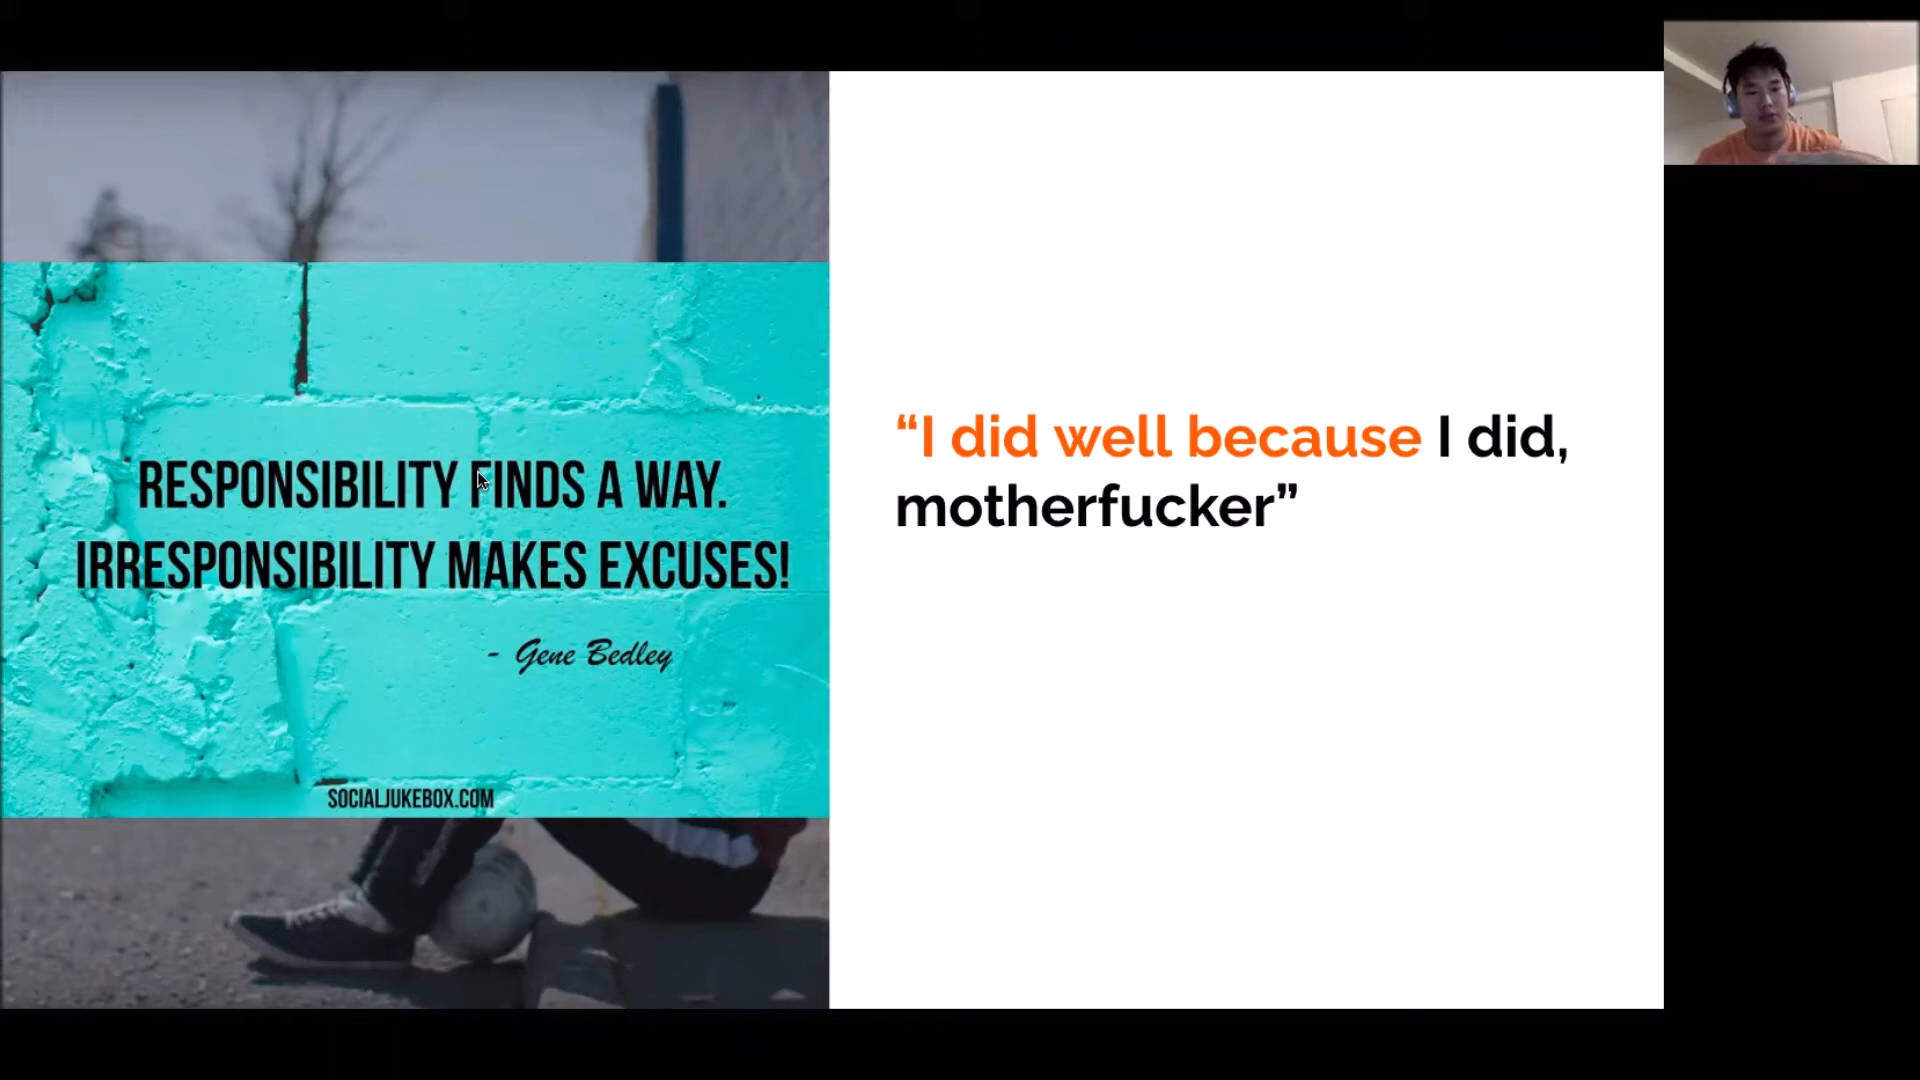 RESPONSIBILITY FINDS A WAY.
IRRESPONSIBILITY MAKES EXCUSES!
- Gene Bedley
SOCIALJUKEBOX.COM
“I did well because I did,
motherfucker”